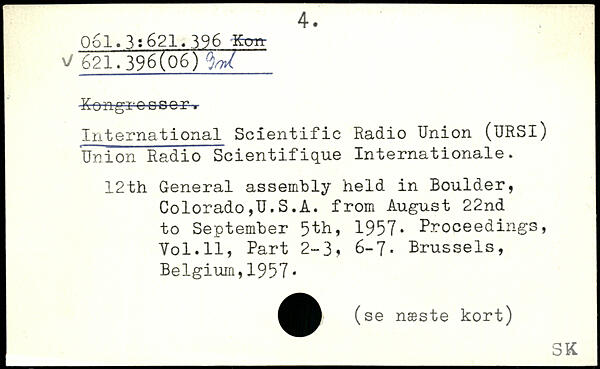 4.
061.3:621.396 Kon
✓ 621.396(06) Int
Kongresser.
International Scientific Radio Union (URSI)
Union Radio Scientifique Internationale.
12th General assembly held in Boulder,
Colorado,U.S.A. from August 22nd
to September 5th, 1957. Proceedings,
Vol.11, Part 2-3, 6-7. Brussels,
Belgium,1957.
(se næste kort)
SK